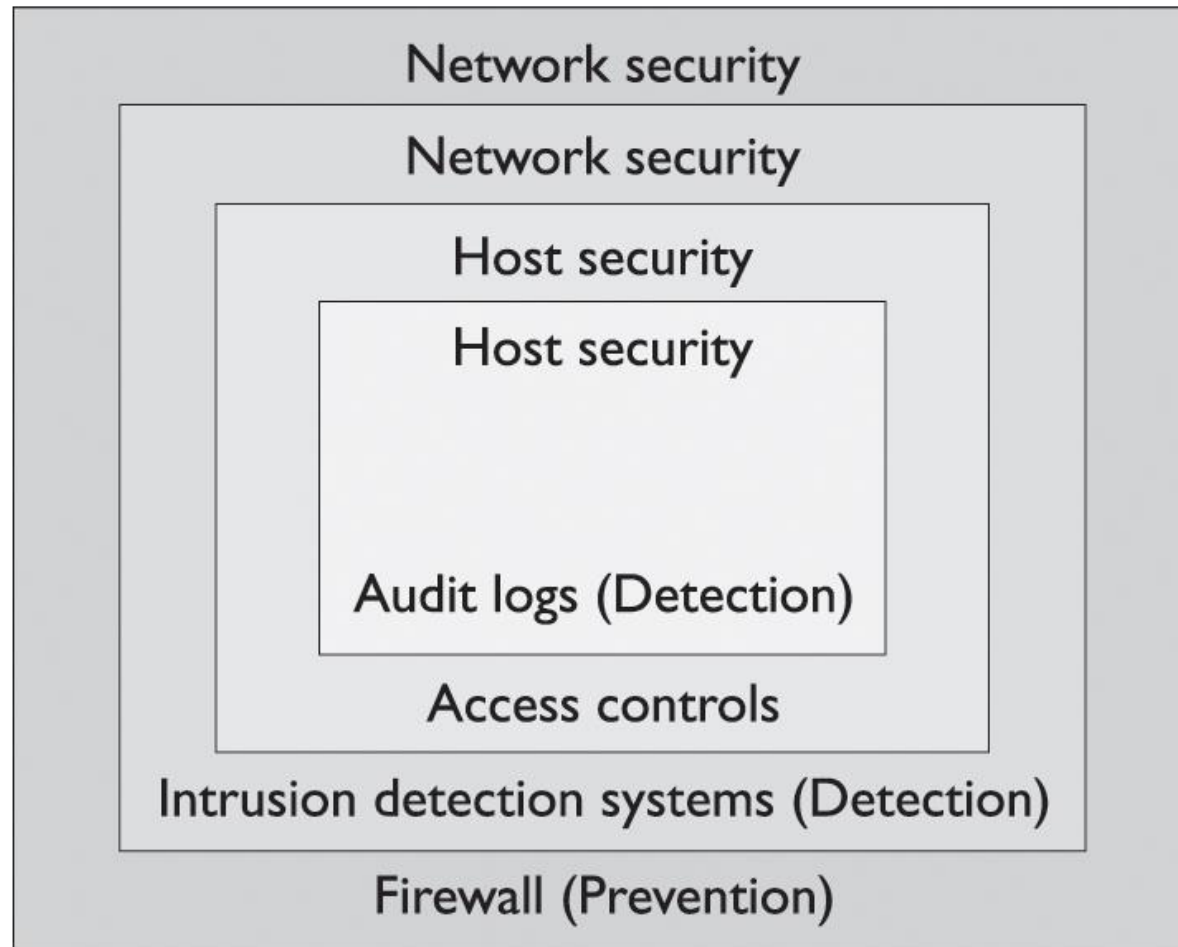 Network security
Network security
Host security
Host security
Audit logs (Detection)
Access controls
Intrusion detection systems (Detection)
Firewall (Prevention)